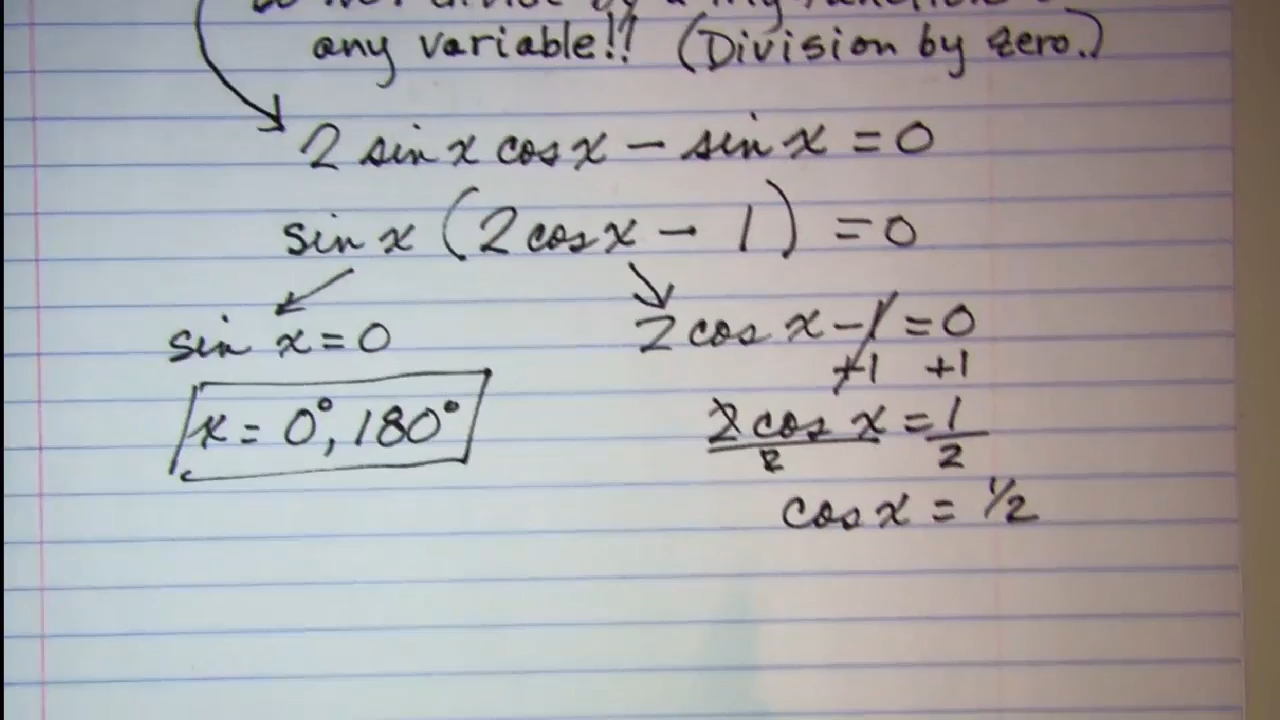 any variable!! (Division by zero.)
2 sin x cos x − sin x = 0
sin x (2 cos x − 1) = 0
sin x = 0
2 cos x − 1 = 0
+1 +1
x = 0°, 180°
2 cos x = 1
2 2
cos x = 1/2